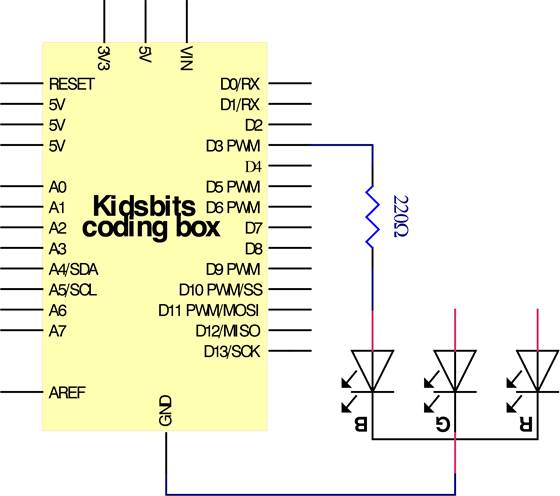 3V3
5V
VIN
RESET
5V
5V
5V
A0
A1
A2
A3
A4/SDA
A5/SCL
A6
A7
AREF
Kidsbits
coding box
D0/RX
D1/RX
D2
D3 PWM
D4
D5 PWM
D6 PWM
D7
D8
D9 PWM
D10 PWM/SS
D11 PWM/MOSI
D12/MISO
D13/SCK
GND
220Ω
B
G
R